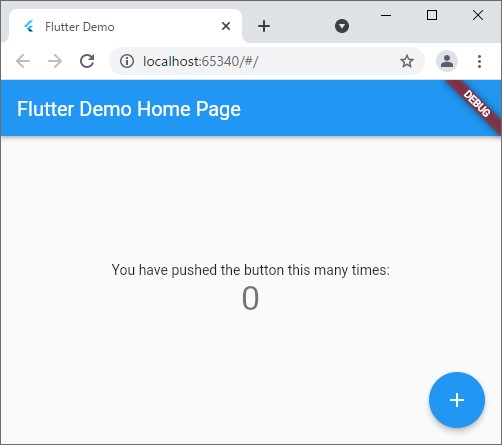 Flutter Demo
localhost:65340/#/
Flutter Demo Home Page
DEBUG
You have pushed the button this many times:
0